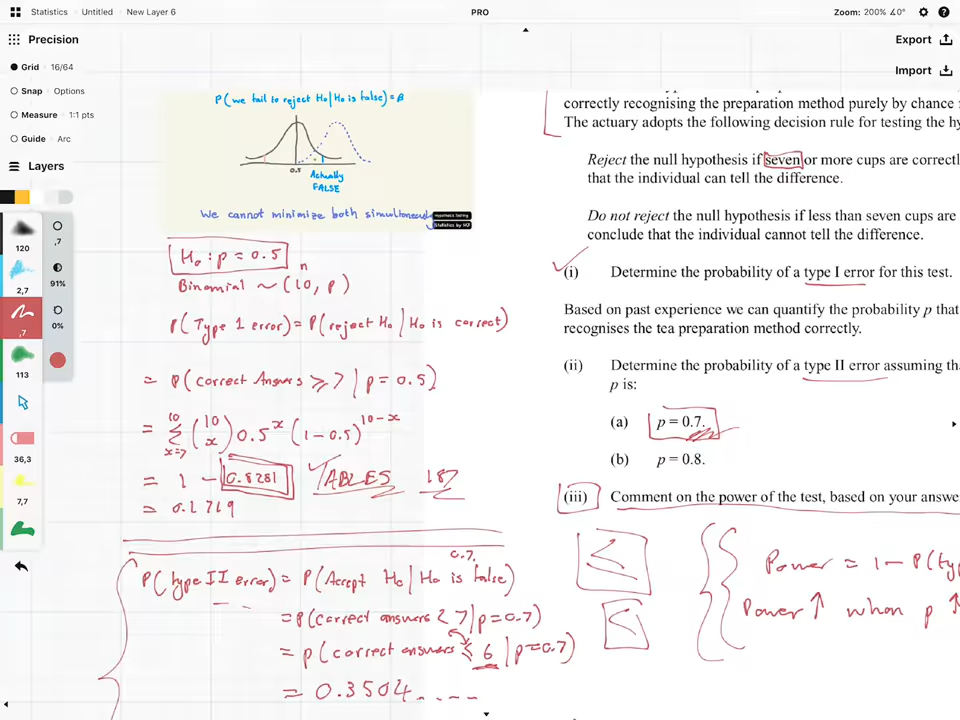 Statistics Untitled New Layer 6
PRO
Zoom: 200% ∡0°
Precision
Grid 16/64
Snap Options
Measure 1:1 pts
Guide Arc
Layers
120
2,7
,7
113
36,3
7,7
,7
91%
0%
Export
Import
P(we fail to reject H₀ | H₀ is false) = β
0.5
Actually
FALSE
We cannot minimize both simultaneously
Hypothesis Testing
H₀ : p = 0.5
n
Binomial ~ (10, p)
P(Type 1 error) = P(reject H₀ | H₀ is correct)
= P(correct Answers ⩾ 7 | p = 0.5)
= 10 Σ x=7 (10 x) 0.5^x (1 - 0.5)^10-x
= 1 - 0.8281 TABLES 187
= 0.1719
0.7.
P(type II error) = P(Accept H₀ | H₀ is false)
= P(correct answers < 7 | p = 0.7)
= P(correct answers ≤ 6 | p = 0.7)
= 0.3504.....
correctly recognising the preparation method purely by chance
The actuary adopts the following decision rule for testing the hy
Reject the null hypothesis if seven or more cups are correctl
that the individual can tell the difference.
Do not reject the null hypothesis if less than seven cups are
conclude that the individual cannot tell the difference.
(i) Determine the probability of a type I error for this test.
Based on past experience we can quantify the probability p that
recognises the tea preparation method correctly.
(ii) Determine the probability of a type II error assuming tha
p is:
(a) p = 0.7.
(b) p = 0.8.
(iii) Comment on the power of the test, based on your answe
≤
<
Power = 1 - P(ty
Power ↑ when p ↑